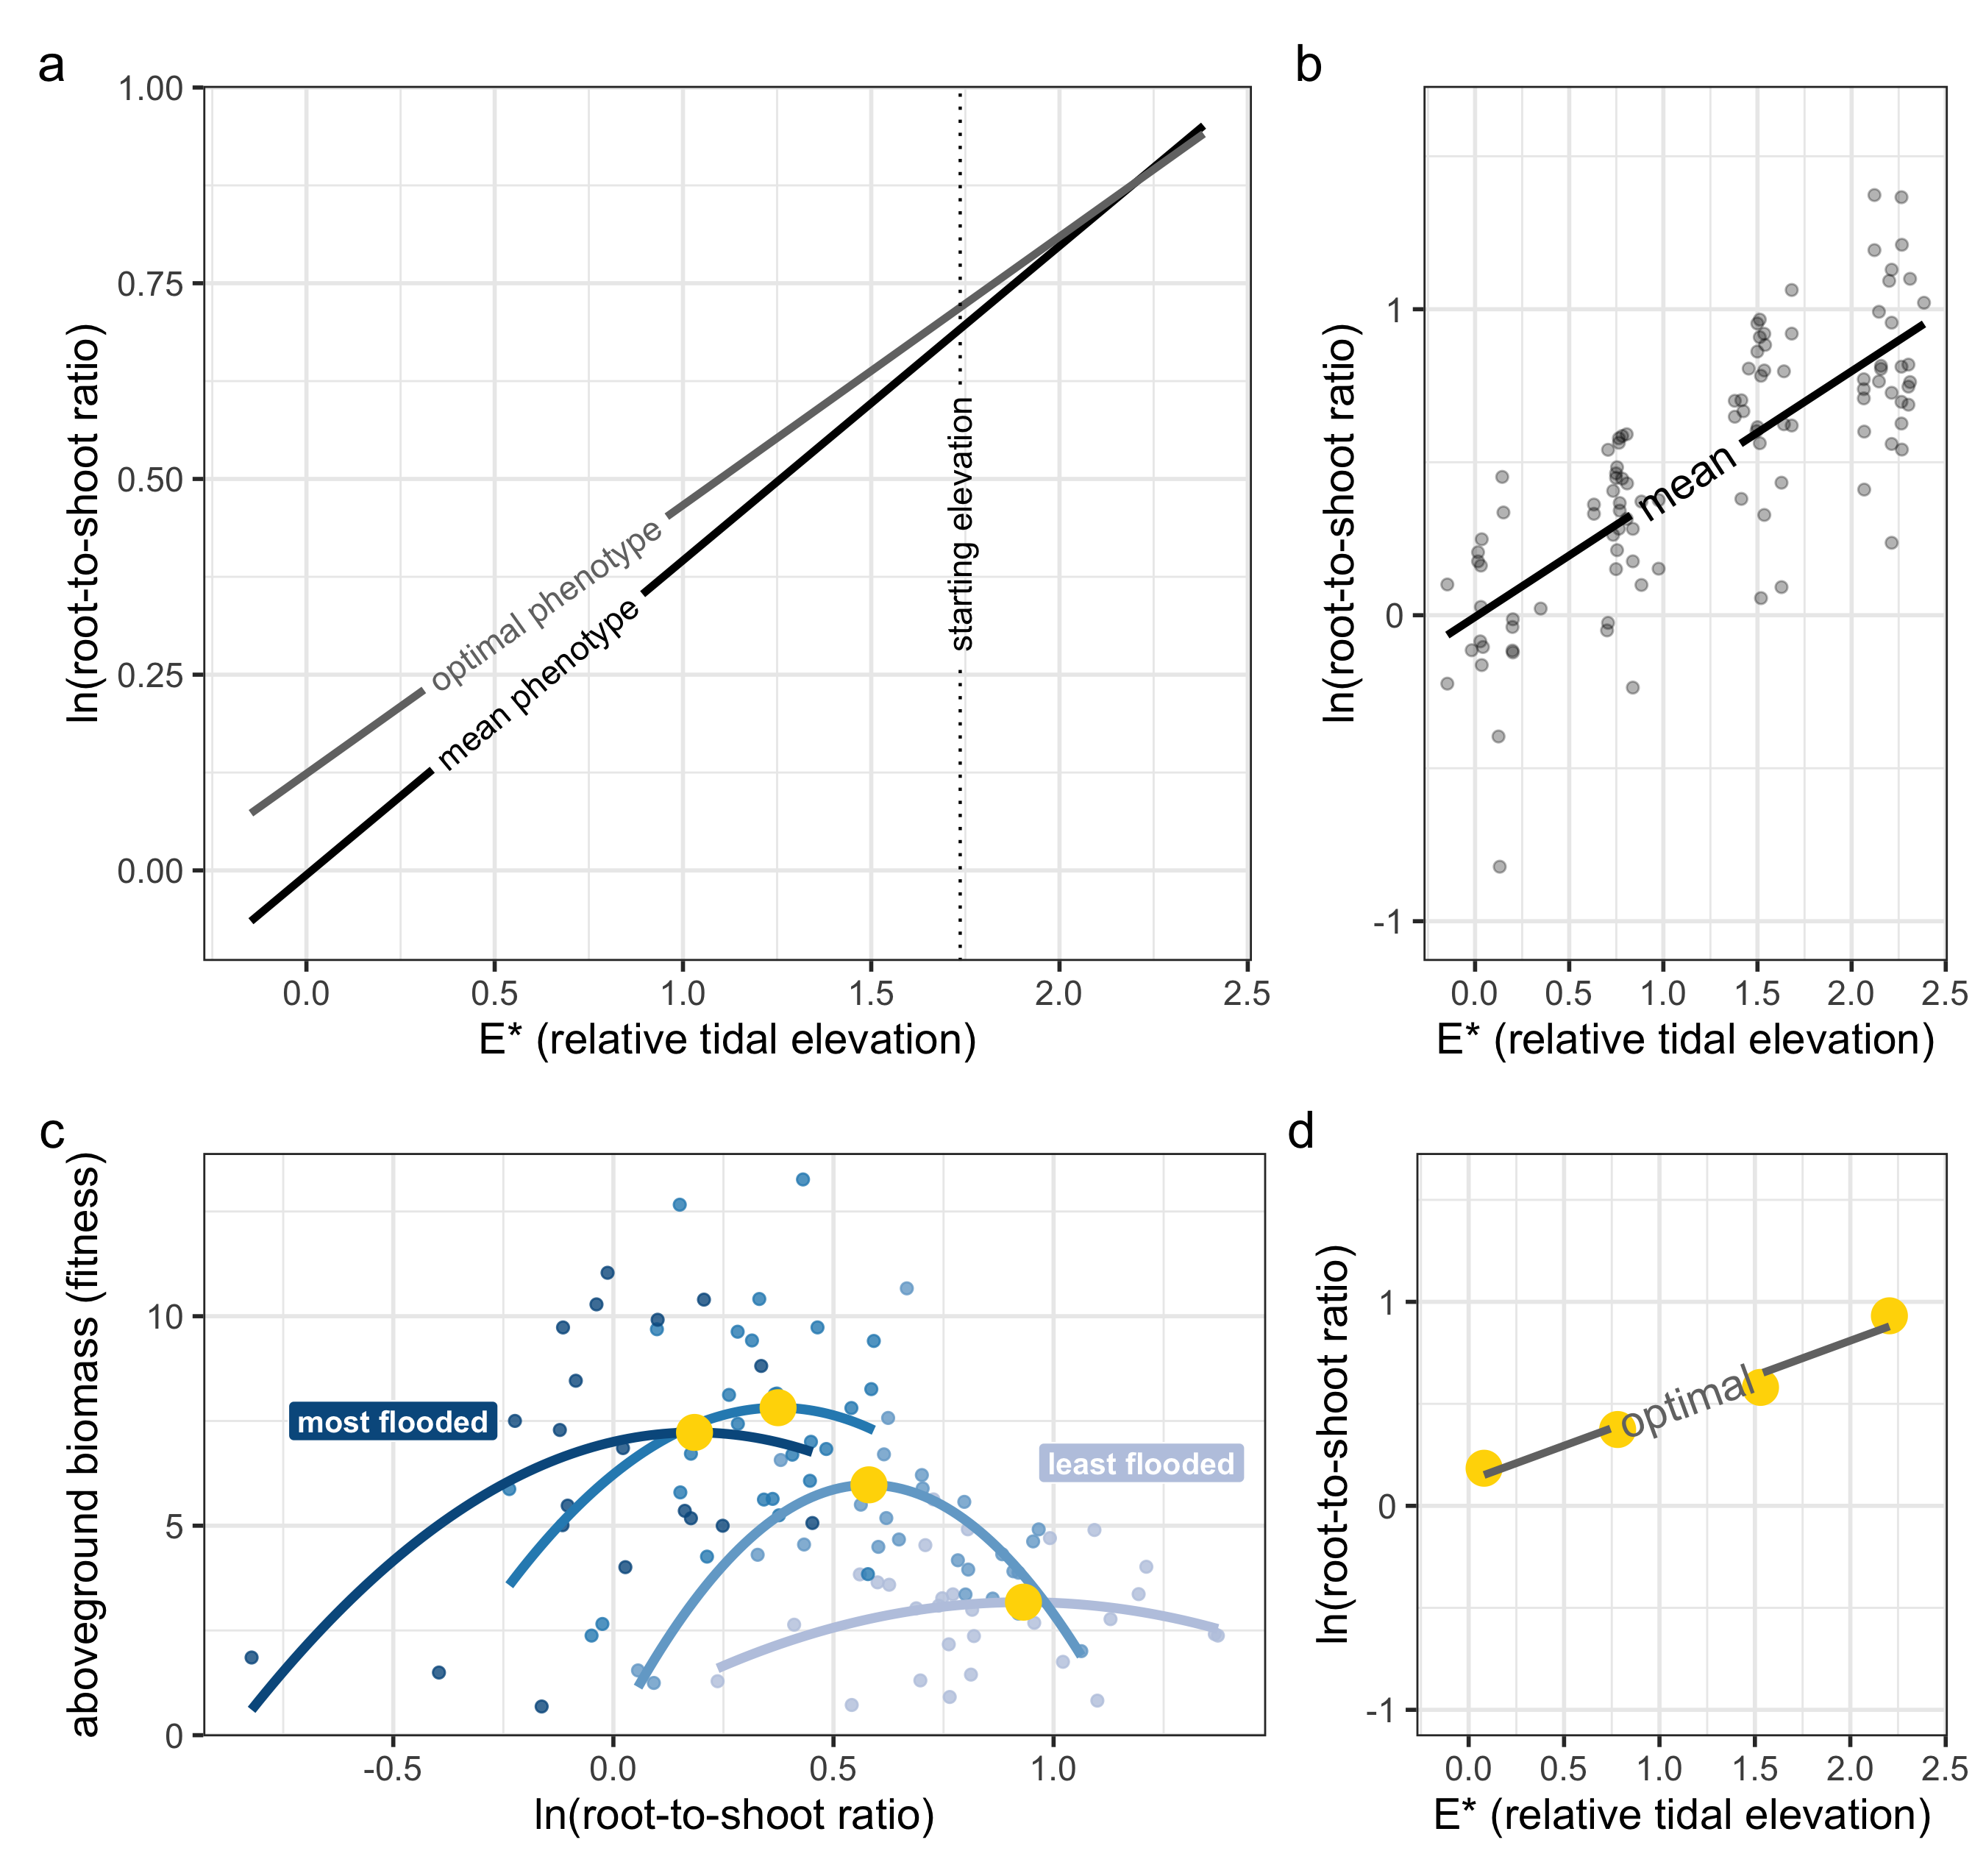 a
1.00
0.75
0.50
0.25
0.00
ln(root-to-shoot ratio)
optimal phenotype
mean phenotype
starting elevation
0.0 0.5 1.0 1.5 2.0 2.5
E* (relative tidal elevation)
b
1
0
-1
ln(root-to-shoot ratio)
mean
0.0 0.5 1.0 1.5 2.0 2.5
E* (relative tidal elevation)
c
10
5
0
aboveground biomass (fitness)
most flooded
least flooded
-0.5 0.0 0.5 1.0
ln(root-to-shoot ratio)
d
1
0
-1
ln(root-to-shoot ratio)
optimal
0.0 0.5 1.0 1.5 2.0 2.5
E* (relative tidal elevation)